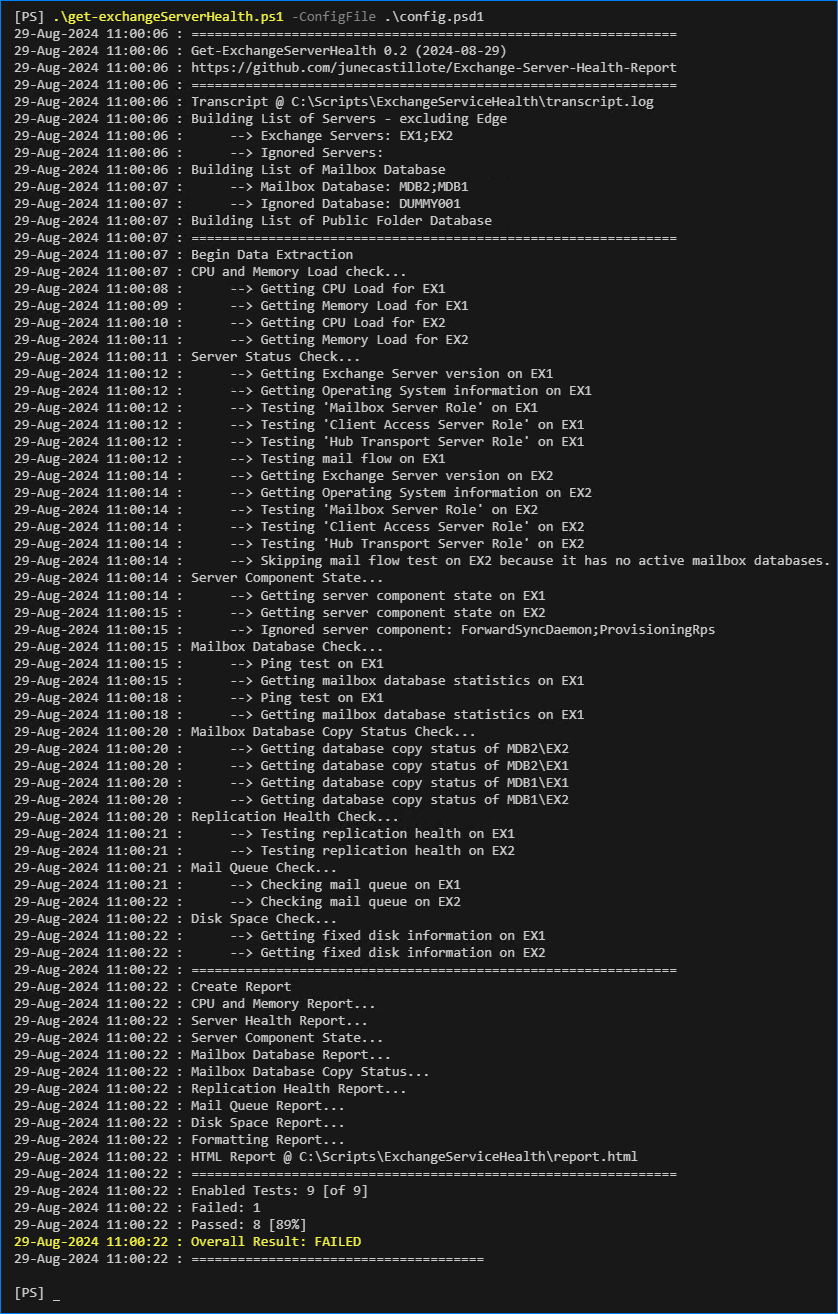 [PS] .\get-exchangeServerHealth.ps1 -ConfigFile .\config.psd1
29-Aug-2024 11:00:06 : ===============================================================
29-Aug-2024 11:00:06 : Get-ExchangeServerHealth 0.2 (2024-08-29)
29-Aug-2024 11:00:06 : https://github.com/junecastillote/Exchange-Server-Health-Report
29-Aug-2024 11:00:06 : ===============================================================
29-Aug-2024 11:00:06 : Transcript @ C:\Scripts\ExchangeServiceHealth\transcript.log
29-Aug-2024 11:00:06 : Building List of Servers - excluding Edge
29-Aug-2024 11:00:06 :      --> Exchange Servers: EX1;EX2
29-Aug-2024 11:00:06 :      --> Ignored Servers:
29-Aug-2024 11:00:06 : Building List of Mailbox Database
29-Aug-2024 11:00:07 :      --> Mailbox Database: MDB2;MDB1
29-Aug-2024 11:00:07 :      --> Ignored Database: DUMMY001
29-Aug-2024 11:00:07 : Building List of Public Folder Database
29-Aug-2024 11:00:07 : ===============================================================
29-Aug-2024 11:00:07 : Begin Data Extraction
29-Aug-2024 11:00:07 : CPU and Memory Load check...
29-Aug-2024 11:00:08 :      --> Getting CPU Load for EX1
29-Aug-2024 11:00:09 :      --> Getting Memory Load for EX1
29-Aug-2024 11:00:10 :      --> Getting CPU Load for EX2
29-Aug-2024 11:00:11 :      --> Getting Memory Load for EX2
29-Aug-2024 11:00:11 : Server Status Check...
29-Aug-2024 11:00:12 :      --> Getting Exchange Server version on EX1
29-Aug-2024 11:00:12 :      --> Getting Operating System information on EX1
29-Aug-2024 11:00:12 :      --> Testing 'Mailbox Server Role' on EX1
29-Aug-2024 11:00:12 :      --> Testing 'Client Access Server Role' on EX1
29-Aug-2024 11:00:12 :      --> Testing 'Hub Transport Server Role' on EX1
29-Aug-2024 11:00:12 :      --> Testing mail flow on EX1
29-Aug-2024 11:00:14 :      --> Getting Exchange Server version on EX2
29-Aug-2024 11:00:14 :      --> Getting Operating System information on EX2
29-Aug-2024 11:00:14 :      --> Testing 'Mailbox Server Role' on EX2
29-Aug-2024 11:00:14 :      --> Testing 'Client Access Server Role' on EX2
29-Aug-2024 11:00:14 :      --> Testing 'Hub Transport Server Role' on EX2
29-Aug-2024 11:00:14 :      --> Skipping mail flow test on EX2 because it has no active mailbox databases.
29-Aug-2024 11:00:14 : Server Component State...
29-Aug-2024 11:00:14 :      --> Getting server component state on EX1
29-Aug-2024 11:00:15 :      --> Getting server component state on EX2
29-Aug-2024 11:00:15 :      --> Ignored server component: ForwardSyncDaemon;ProvisioningRps
29-Aug-2024 11:00:15 : Mailbox Database Check...
29-Aug-2024 11:00:15 :      --> Ping test on EX1
29-Aug-2024 11:00:15 :      --> Getting mailbox database statistics on EX1
29-Aug-2024 11:00:18 :      --> Ping test on EX1
29-Aug-2024 11:00:18 :      --> Getting mailbox database statistics on EX1
29-Aug-2024 11:00:20 : Mailbox Database Copy Status Check...
29-Aug-2024 11:00:20 :      --> Getting database copy status of MDB2\EX2
29-Aug-2024 11:00:20 :      --> Getting database copy status of MDB2\EX1
29-Aug-2024 11:00:20 :      --> Getting database copy status of MDB1\EX1
29-Aug-2024 11:00:20 :      --> Getting database copy status of MDB1\EX2
29-Aug-2024 11:00:20 : Replication Health Check...
29-Aug-2024 11:00:21 :      --> Testing replication health on EX1
29-Aug-2024 11:00:21 :      --> Testing replication health on EX2
29-Aug-2024 11:00:21 : Mail Queue Check...
29-Aug-2024 11:00:21 :      --> Checking mail queue on EX1
29-Aug-2024 11:00:22 :      --> Checking mail queue on EX2
29-Aug-2024 11:00:22 : Disk Space Check...
29-Aug-2024 11:00:22 :      --> Getting fixed disk information on EX1
29-Aug-2024 11:00:22 :      --> Getting fixed disk information on EX2
29-Aug-2024 11:00:22 : ===============================================================
29-Aug-2024 11:00:22 : Create Report
29-Aug-2024 11:00:22 : CPU and Memory Report...
29-Aug-2024 11:00:22 : Server Health Report...
29-Aug-2024 11:00:22 : Server Component State...
29-Aug-2024 11:00:22 : Mailbox Database Report...
29-Aug-2024 11:00:22 : Mailbox Database Copy Status...
29-Aug-2024 11:00:22 : Replication Health Report...
29-Aug-2024 11:00:22 : Mail Queue Report...
29-Aug-2024 11:00:22 : Disk Space Report...
29-Aug-2024 11:00:22 : Formatting Report...
29-Aug-2024 11:00:22 : HTML Report @ C:\Scripts\ExchangeServiceHealth\report.html
29-Aug-2024 11:00:22 : ===============================================================
29-Aug-2024 11:00:22 : Enabled Tests: 9 [of 9]
29-Aug-2024 11:00:22 : Failed: 1
29-Aug-2024 11:00:22 : Passed: 8 [89%]
29-Aug-2024 11:00:22 : Overall Result: FAILED
29-Aug-2024 11:00:22 : ======================================
[PS] _